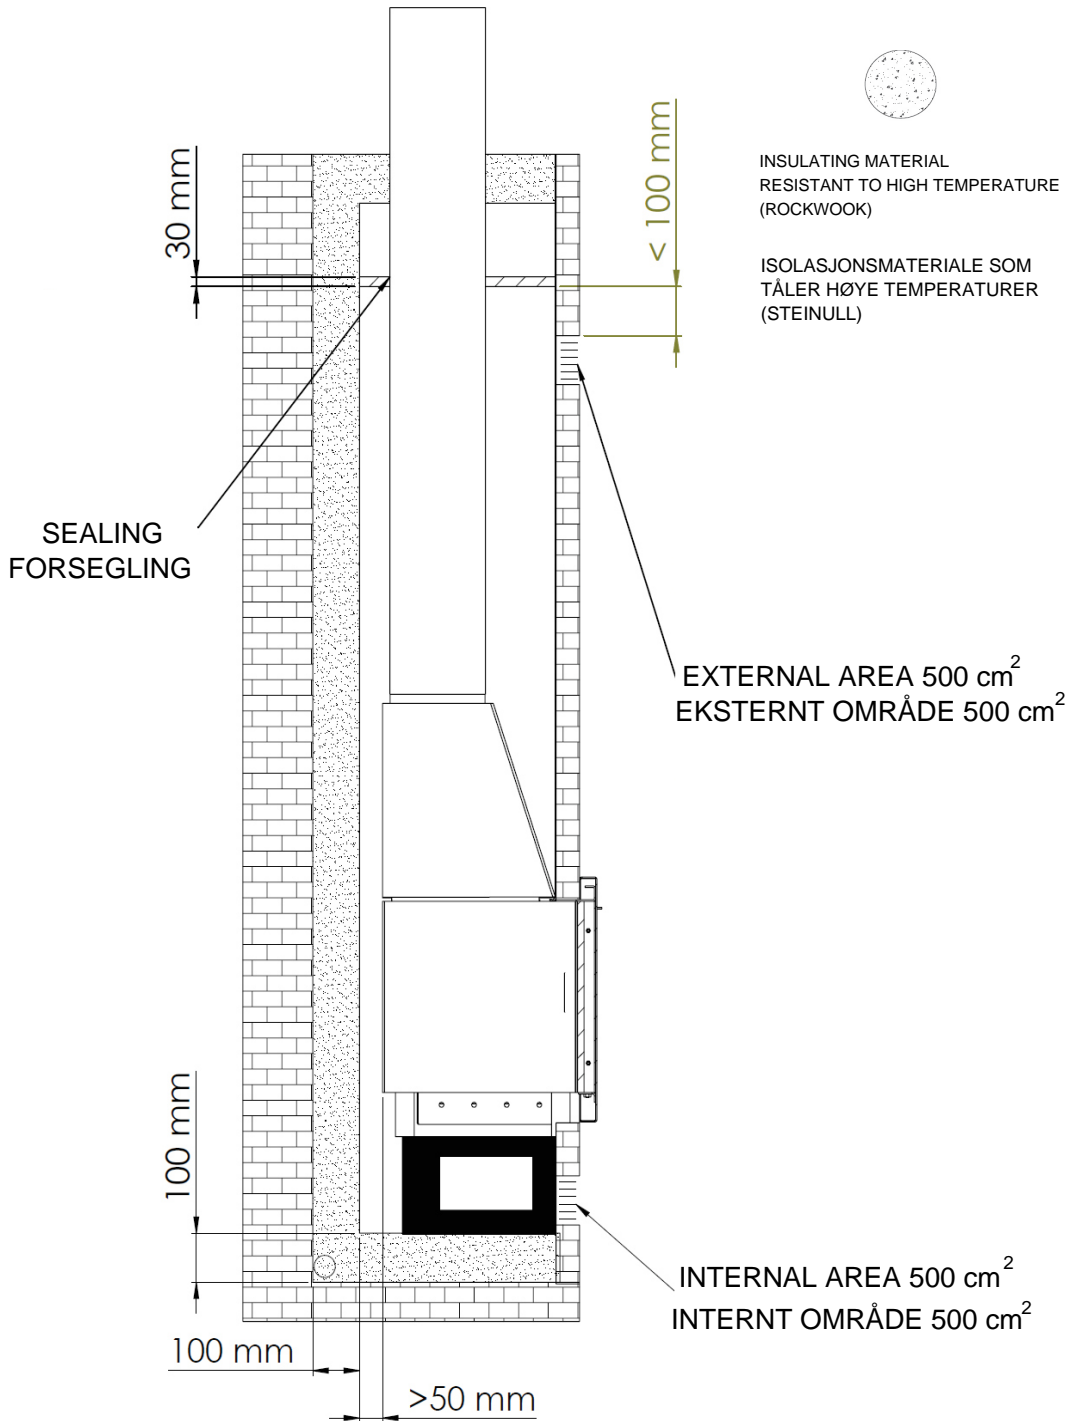 30 mm
< 100 mm
INSULATING MATERIAL
RESISTANT TO HIGH TEMPERATURE
(ROCKWOOK)
ISOLASJONSMATERIALE SOM
TÅLER HØYE TEMPERATURER
(STEINULL)
SEALING
FORSEGLING
EXTERNAL AREA 500 cm²
EKSTERNT OMRÅDE 500 cm²
100 mm
INTERNAL AREA 500 cm²
INTERNT OMRÅDE 500 cm²
100 mm
>50 mm